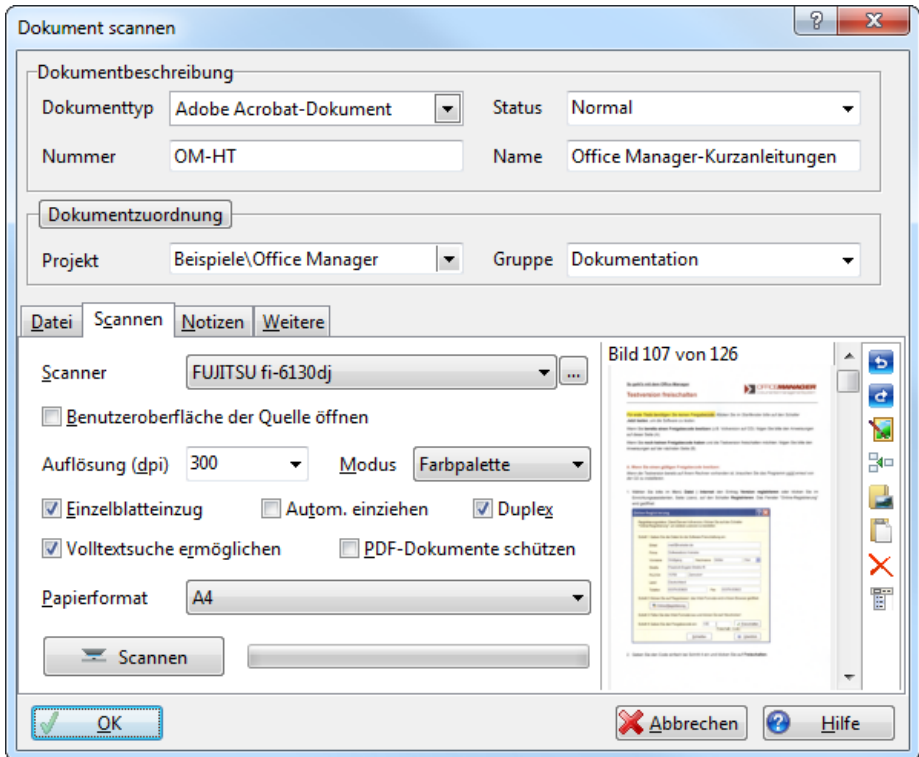 Dokument scannen
Dokumentbeschreibung
Dokumenttyp Adobe Acrobat-Dokument Status Normal
Nummer OM-HT Name Office Manager-Kurzanleitungen
Dokumentzuordnung
Projekt Beispiele\Office Manager Gruppe Dokumentation
Datei Scannen Notizen Weitere
Scanner FUJITSU fi-6130dj ...
Benutzeroberfläche der Quelle öffnen
Auflösung (dpi) 300 Modus Farbpalette
Einzelblatteinzug Autom. einziehen Duplex
Volltextsuche ermöglichen PDF-Dokumente schützen
Papierformat A4
Scannen
Bild 107 von 126
OFFICEMANAGER
Testversion freischalten
OK Abbrechen Hilfe